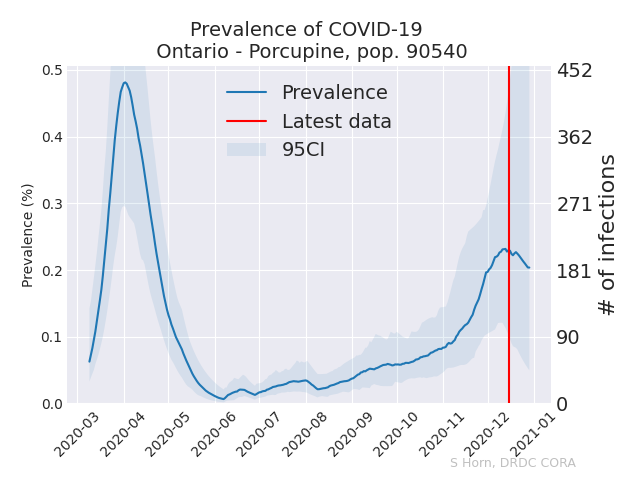 Prevalence of COVID-19
Ontario - Porcupine, pop. 90540
Prevalence
Latest data
95CI
Prevalence (%)
0.5
0.4
0.3
0.2
0.1
0.0
452
362
271
181
90
0
# of infections
2020-03
2020-04
2020-05
2020-06
2020-07
2020-08
2020-09
2020-10
2020-11
2020-12
2021-01
S Horn, DRDC CORA